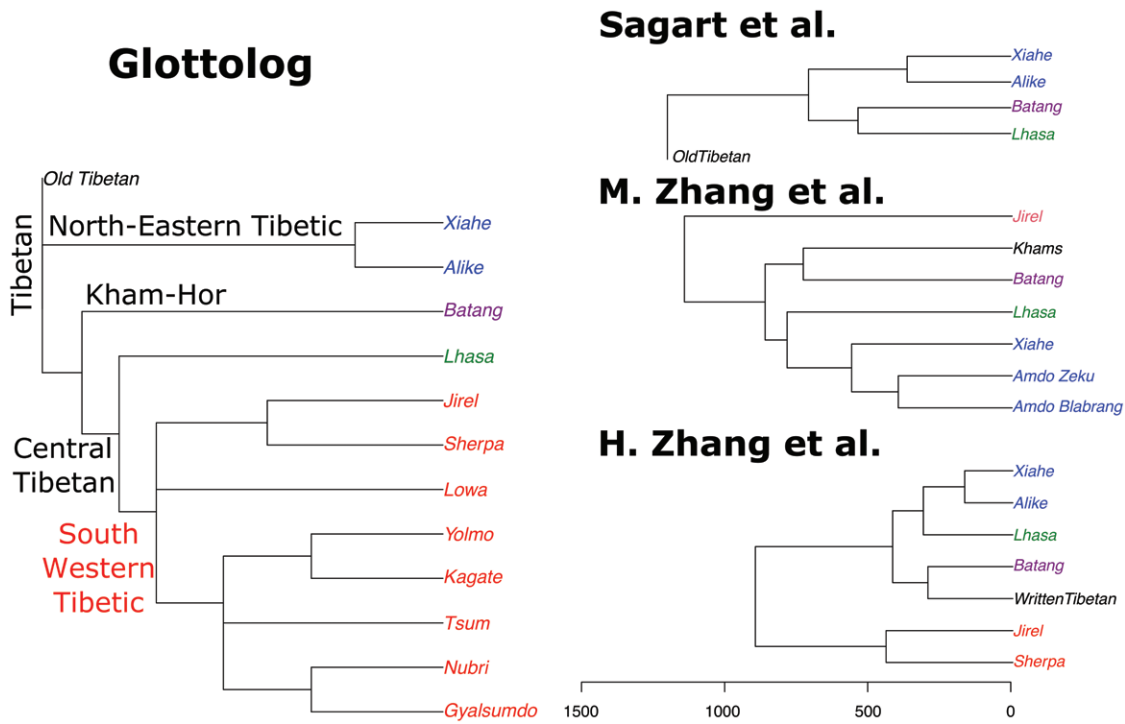 Glottolog
Old Tibetan
Tibetan
North-Eastern Tibetic
Xiahe
Alike
Kham-Hor
Batang
Lhasa
Central
Tibetan
Jirel
Sherpa
Lowa
South
Western
Tibetic
Yolmo
Kagate
Tsum
Nubri
Gyalsumdo
Sagart et al.
Xiahe
Alike
Batang
Lhasa
OldTibetan
M. Zhang et al.
Jirel
Khams
Batang
Lhasa
Xiahe
Amdo Zeku
Amdo Blabrang
H. Zhang et al.
Xiahe
Alike
Lhasa
Batang
WrittenTibetan
Jirel
Sherpa
1500 1000 500 0